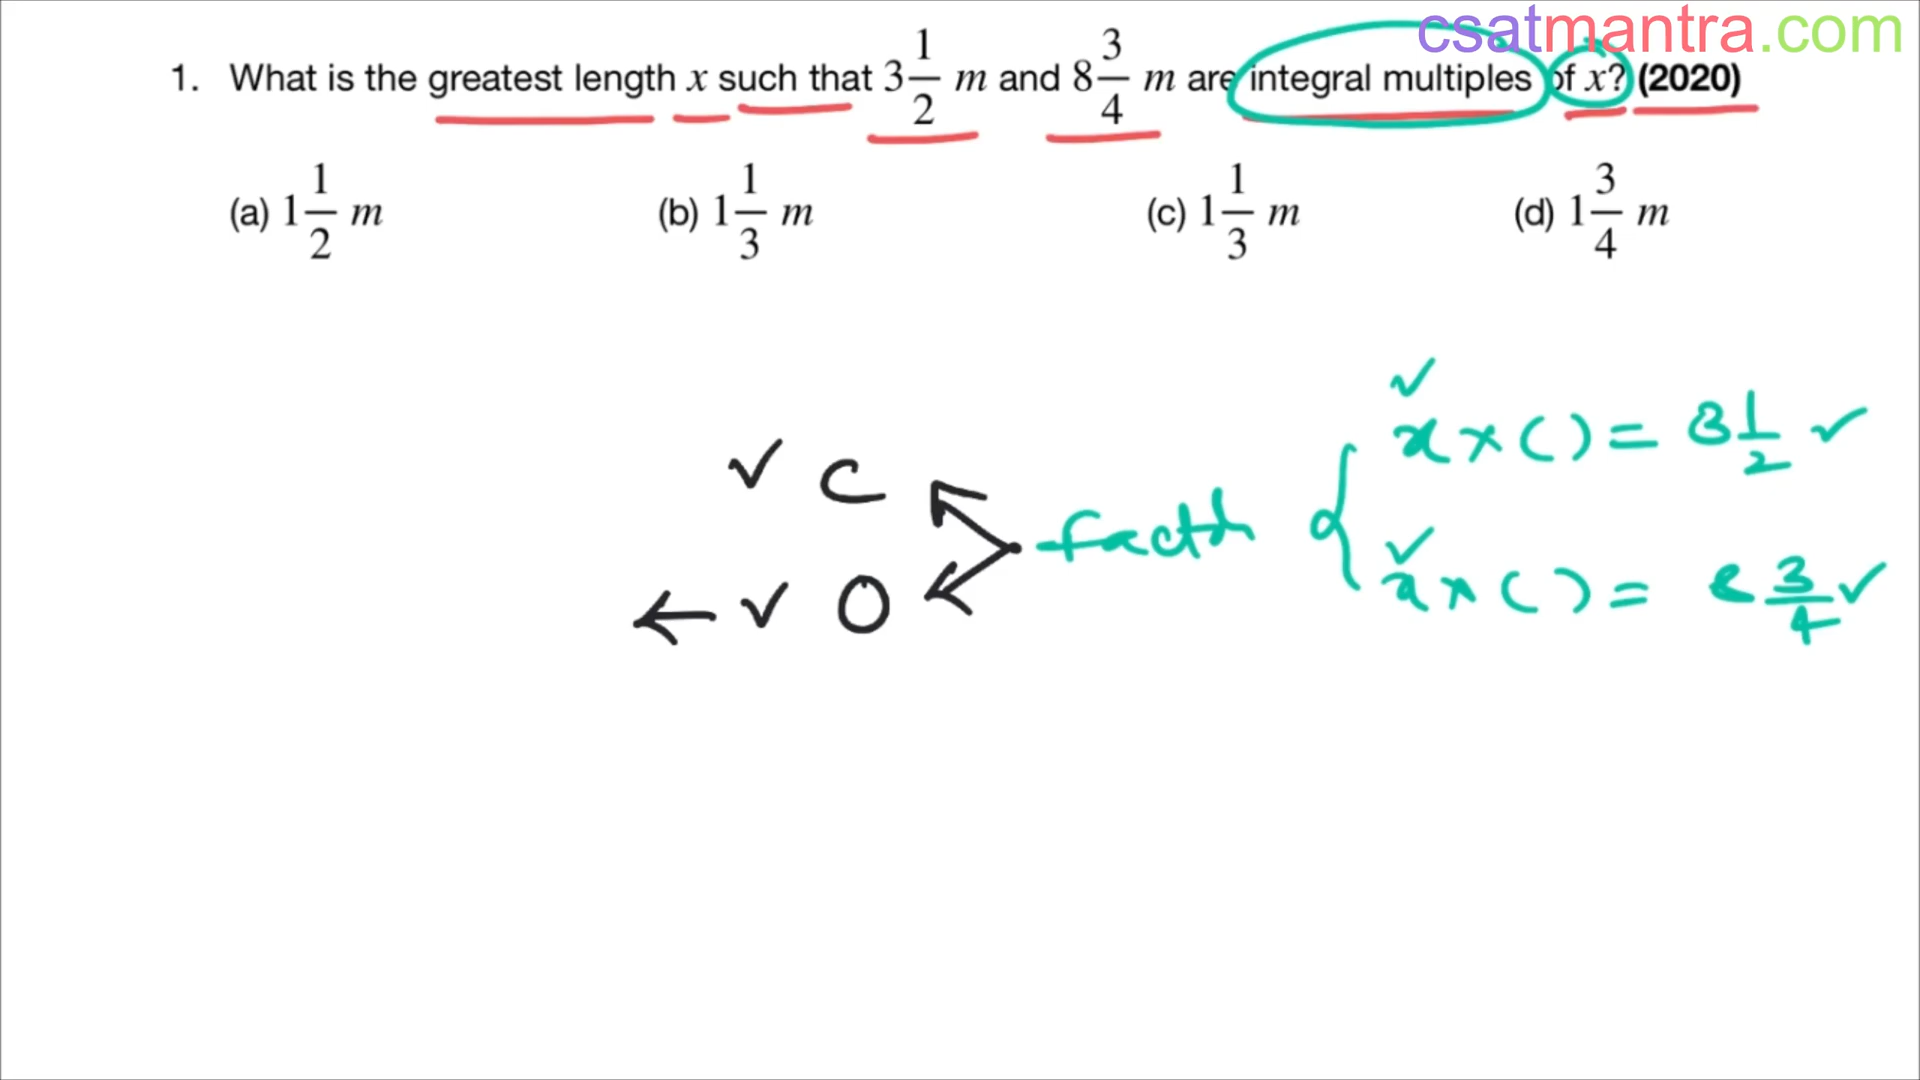 csatmantra.com
1. What is the greatest length x such that 3 1/2 m and 8 3/4 m are integral multiples of x? (2020)
(a) 1 1/2 m (b) 1 1/3 m (c) 1 1/3 m (d) 1 3/4 m
✓ x × ( ) = 3 1/2 ✓
✓ C
← ✓ O
✓ x × ( ) = 8 3/4 ✓